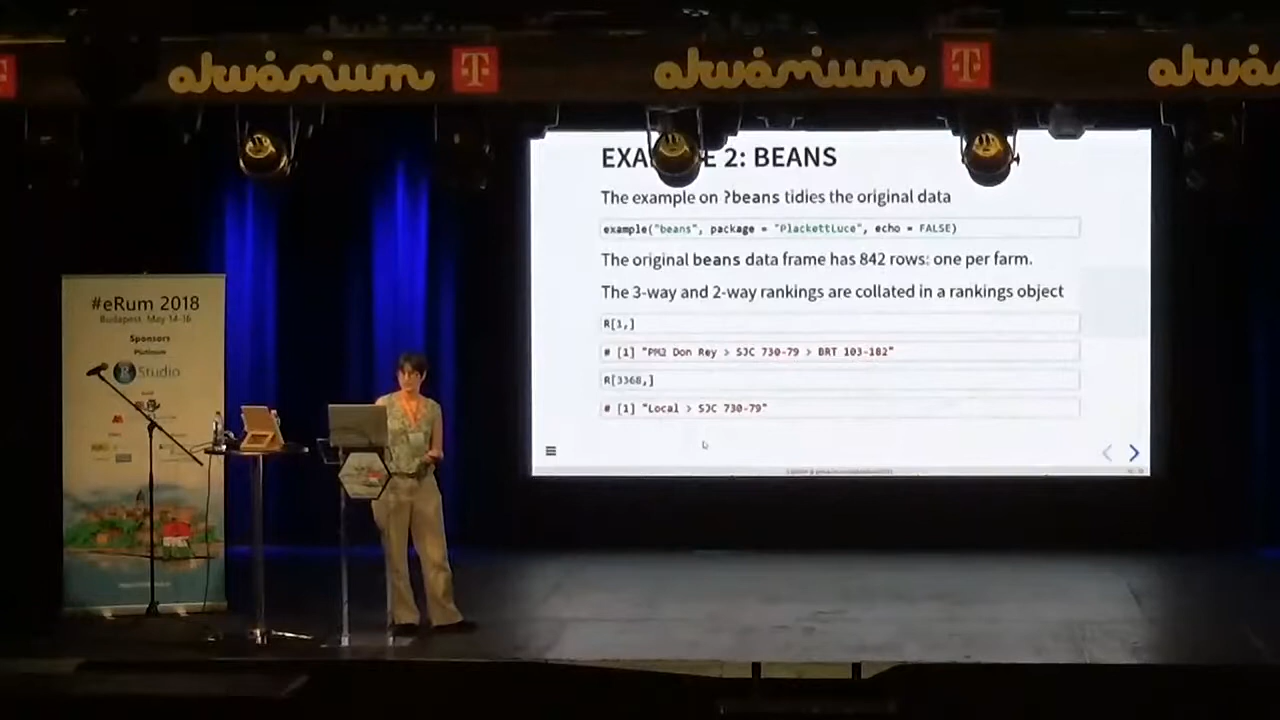 akvárium T
akvárium T
akvá
EXA E 2: BEANS
The example on ?beans tidies the original data
example("beans", package = "PlackettLuce", echo = FALSE)
The original beans data frame has 842 rows: one per farm.
The 3-way and 2-way rankings are collated in a rankings object
R[1,]
# [1] "PM2 Don Rey > SJC 730-79 > BRT 103-182"
R[3368,]
# [1] "Local > SJC 730-79"
#eRum 2018
Budapest May 14-16
Sponsors
Platinum
R Studio